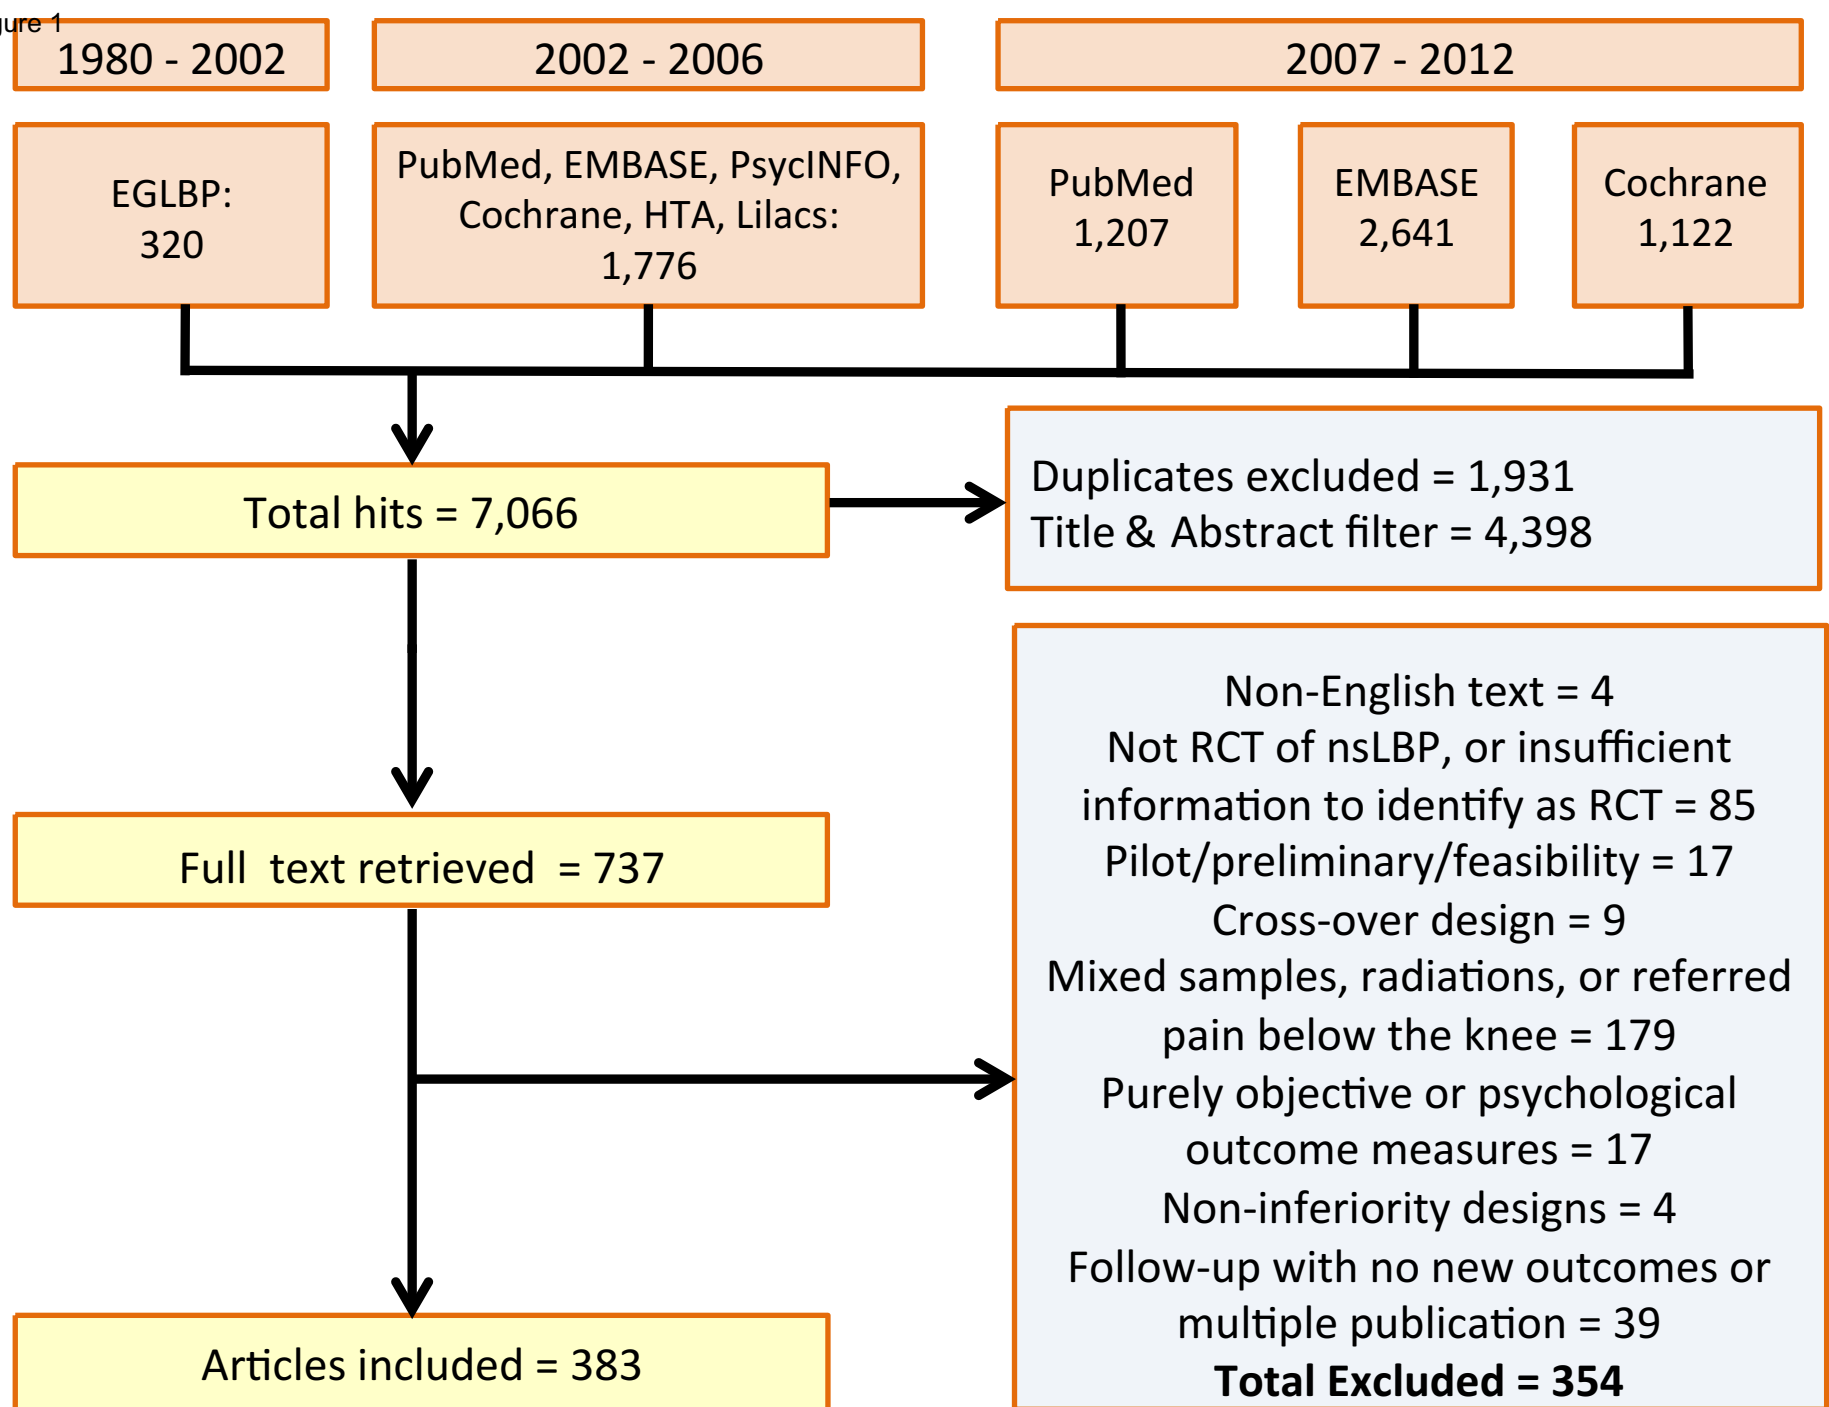 gure 1
1980 - 2002
2002 - 2006
2007 - 2012
EGLBP:
320
PubMed, EMBASE, PsycINFO,
Cochrane, HTA, Lilacs:
1,776
PubMed
1,207
EMBASE
2,641
Cochrane
1,122
Total hits = 7,066
Duplicates excluded = 1,931
Title & Abstract filter = 4,398
Full text retrieved = 737
Non-English text = 4
Not RCT of nsLBP, or insufficient
information to identify as RCT = 85
Pilot/preliminary/feasibility = 17
Cross-over design = 9
Mixed samples, radiations, or referred
pain below the knee = 179
Purely objective or psychological
outcome measures = 17
Non-inferiority designs = 4
Follow-up with no new outcomes or
multiple publication = 39
Total Excluded = 354
Articles included = 383